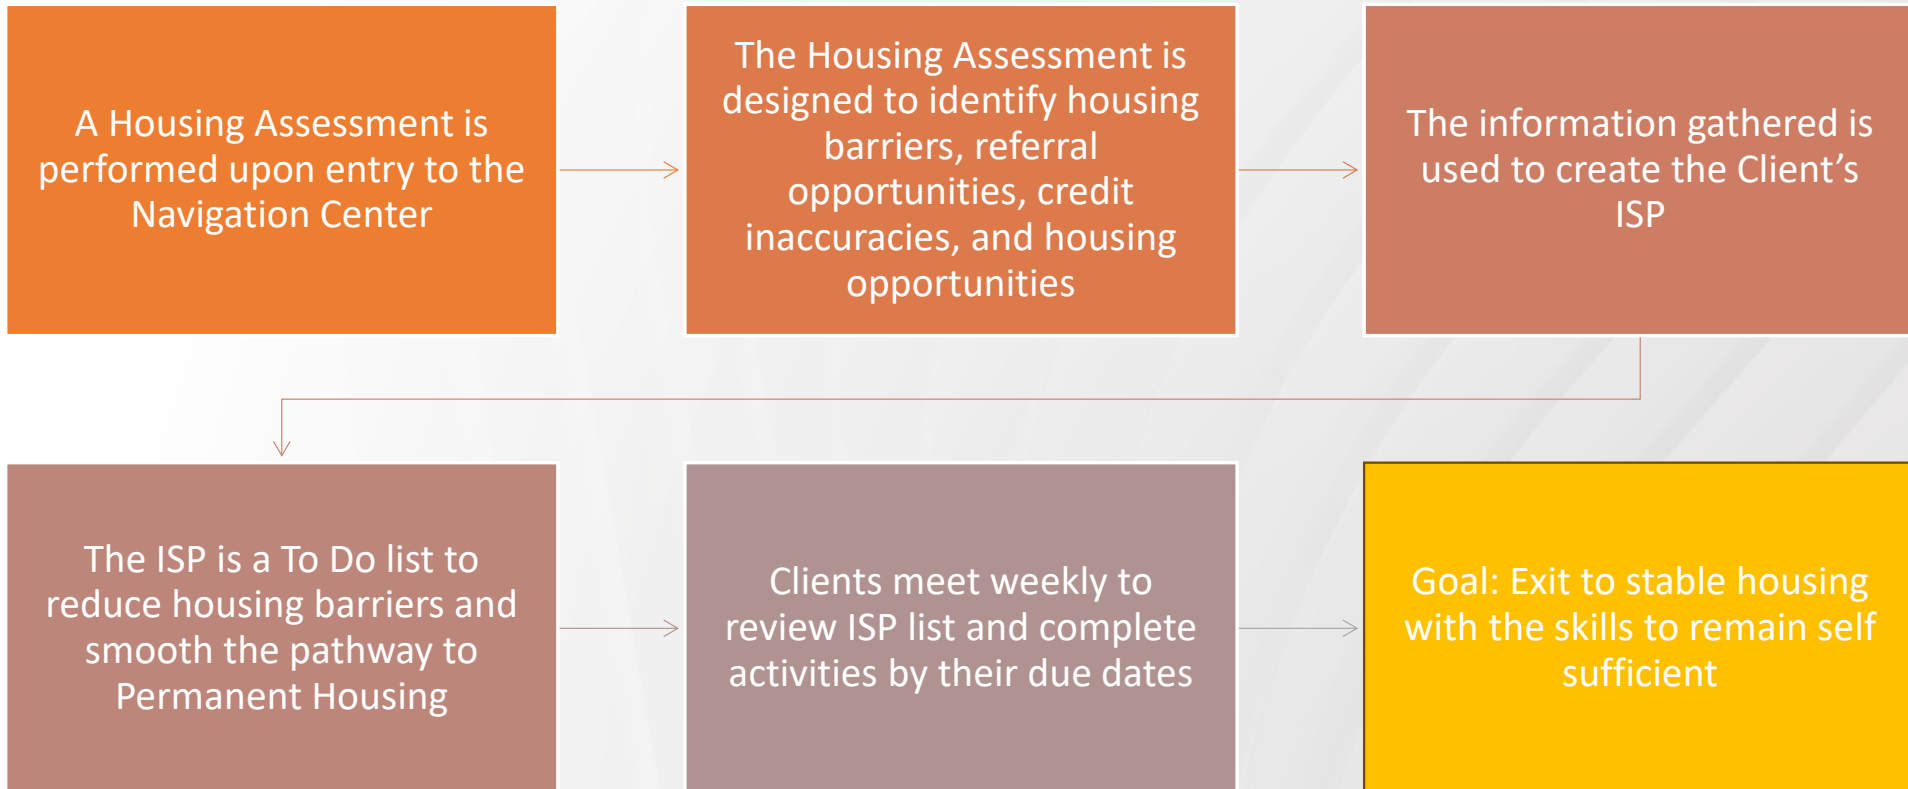 A Housing Assessment is
performed upon entry to the
Navigation Center
The Housing Assessment is
designed to identify housing
barriers, referral
opportunities, credit
inaccuracies, and housing
opportunities
The information gathered is
used to create the Client’s
ISP
The ISP is a To Do list to
reduce housing barriers and
smooth the pathway to
Permanent Housing
Clients meet weekly to
review ISP list and complete
activities by their due dates
Goal: Exit to stable housing
with the skills to remain self
sufficient